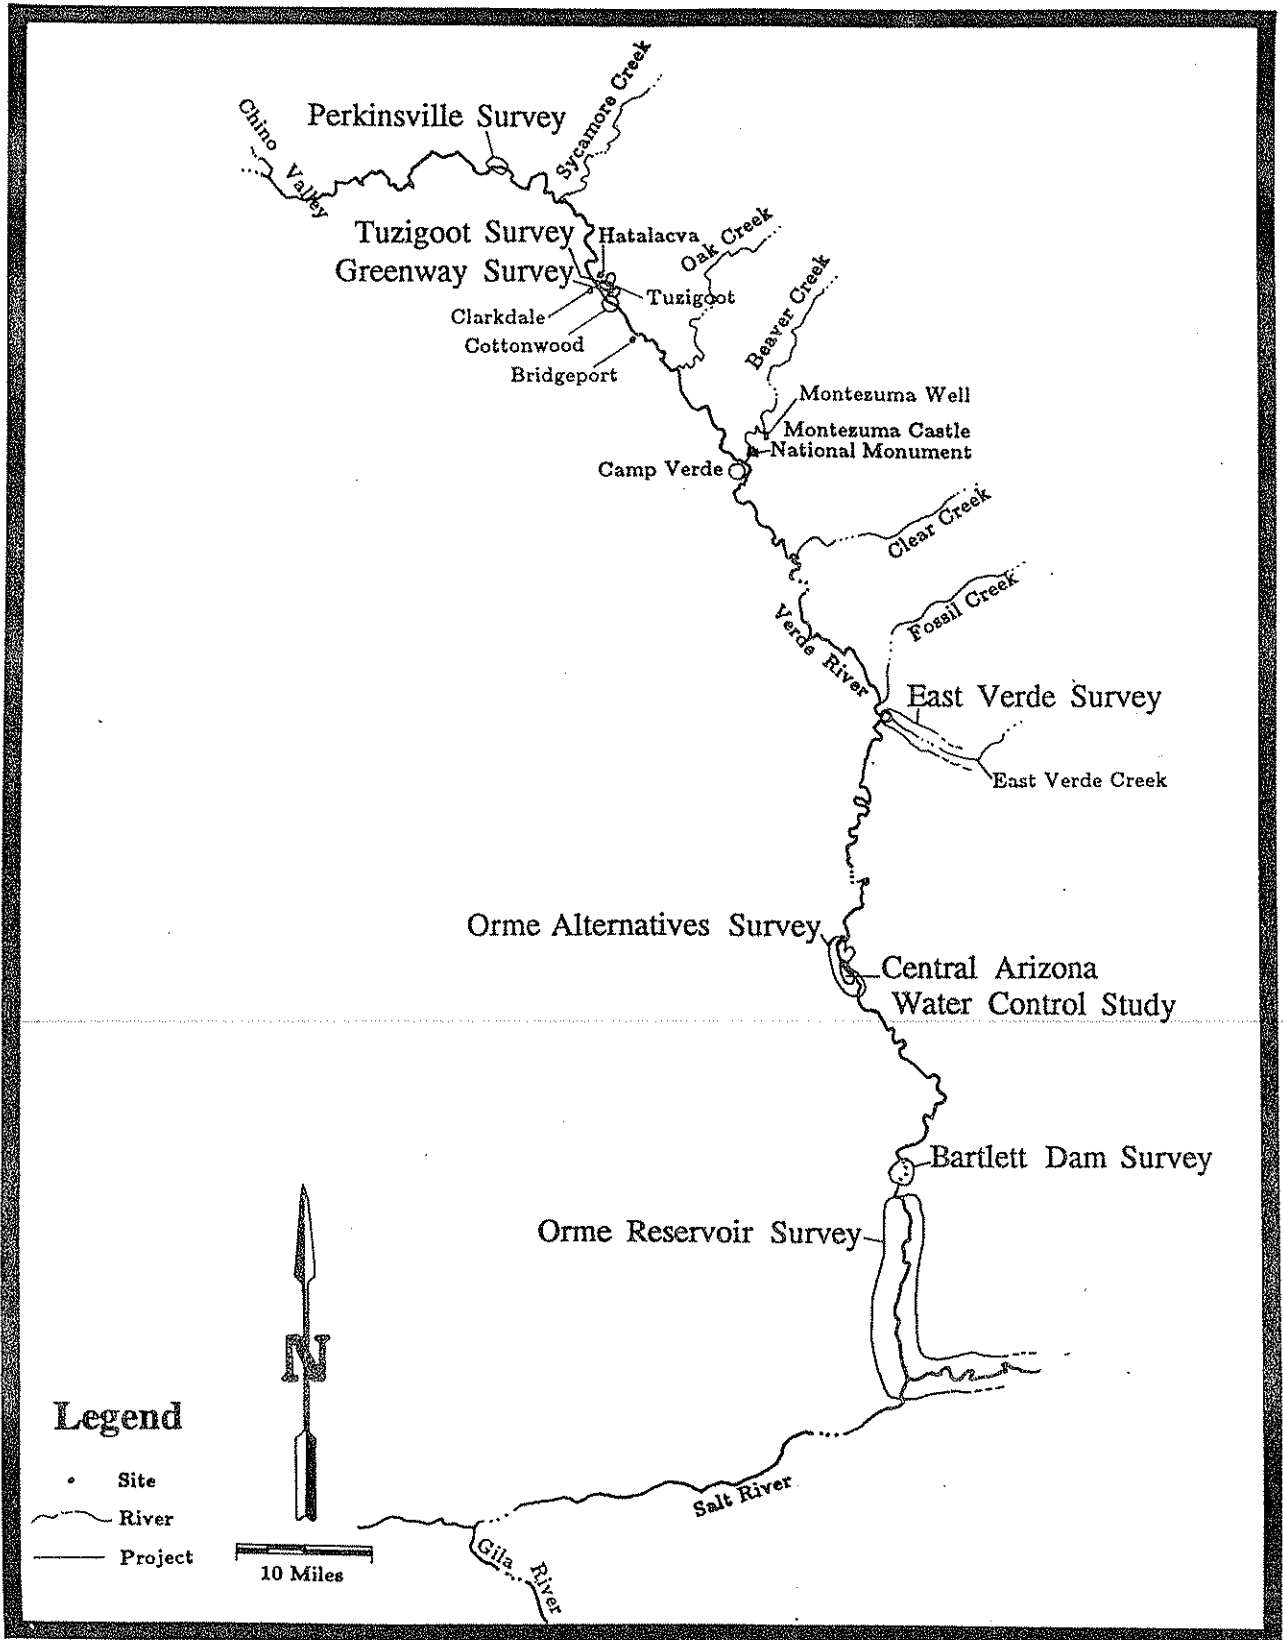 Sycamore Creek
Perkinsville Survey
Chino Valley
Tuzigoot Survey
Hatalacva
Oak Creek
Greenway Survey
Tuzigoot
Beaver Creek
Clarkdale
Cottonwood
Bridgeport
Montezuma Well
Montezuma Castle
National Monument
Camp Verde
Clear Creek
Fossil Creek
Verde River
East Verde Survey
East Verde Creek
Orme Alternatives Survey
Central Arizona
Water Control Study
Bartlett Dam Survey
Orme Reservoir Survey
N
Legend
Site
River
Project
10 Miles
Salt River
Gila River